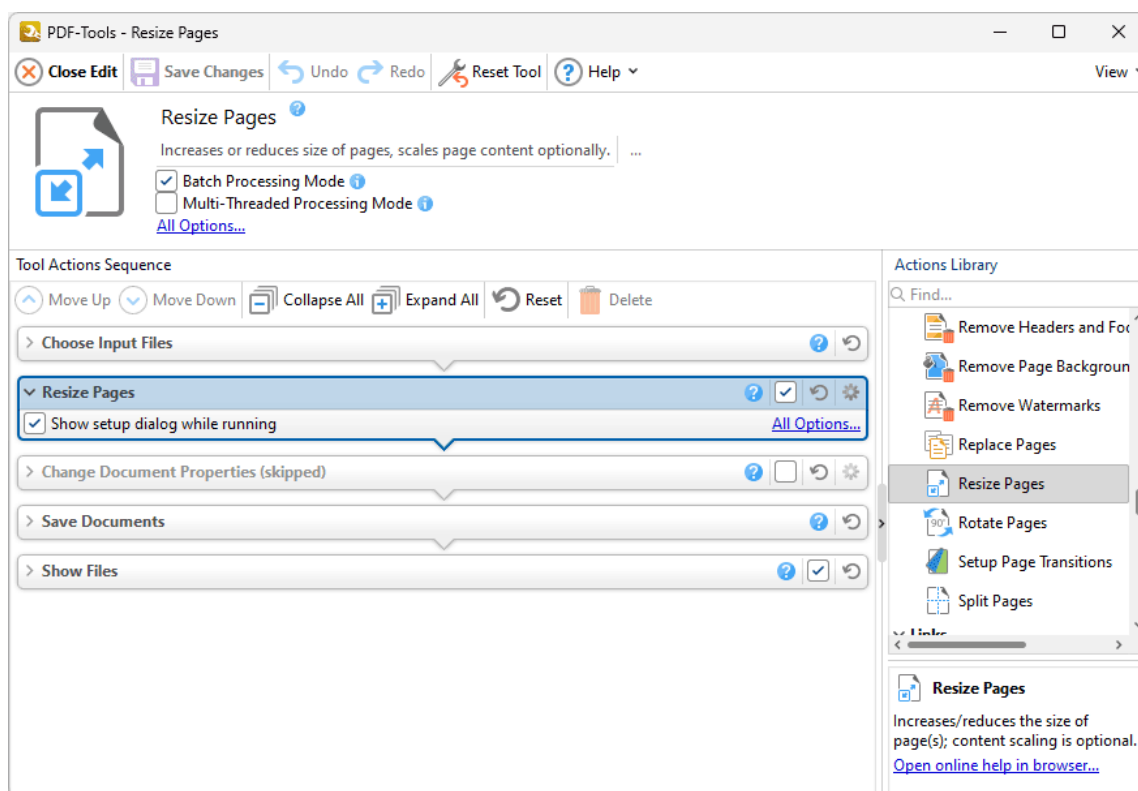 PDF-Tools - Resize Pages
Close Edit Save Changes Undo Redo Reset Tool ? Help View
Resize Pages ?
Increases or reduces size of pages, scales page content optionally. ...
Batch Processing Mode i
Multi-Threaded Processing Mode i
All Options...
Tool Actions Sequence
Move Up Move Down Collapse All Expand All Reset Delete
Choose Input Files ?
Resize Pages ?
Show setup dialog while running All Options...
Change Document Properties (skipped) ?
Save Documents ?
Show Files ?
Actions Library
Find...
Remove Headers and Foo
Remove Page Backgroun
Remove Watermarks
Replace Pages
Resize Pages
90° Rotate Pages
Setup Page Transitions
Split Pages
Links
Resize Pages
Increases/reduces the size of
page(s); content scaling is optional.
Open online help in browser...